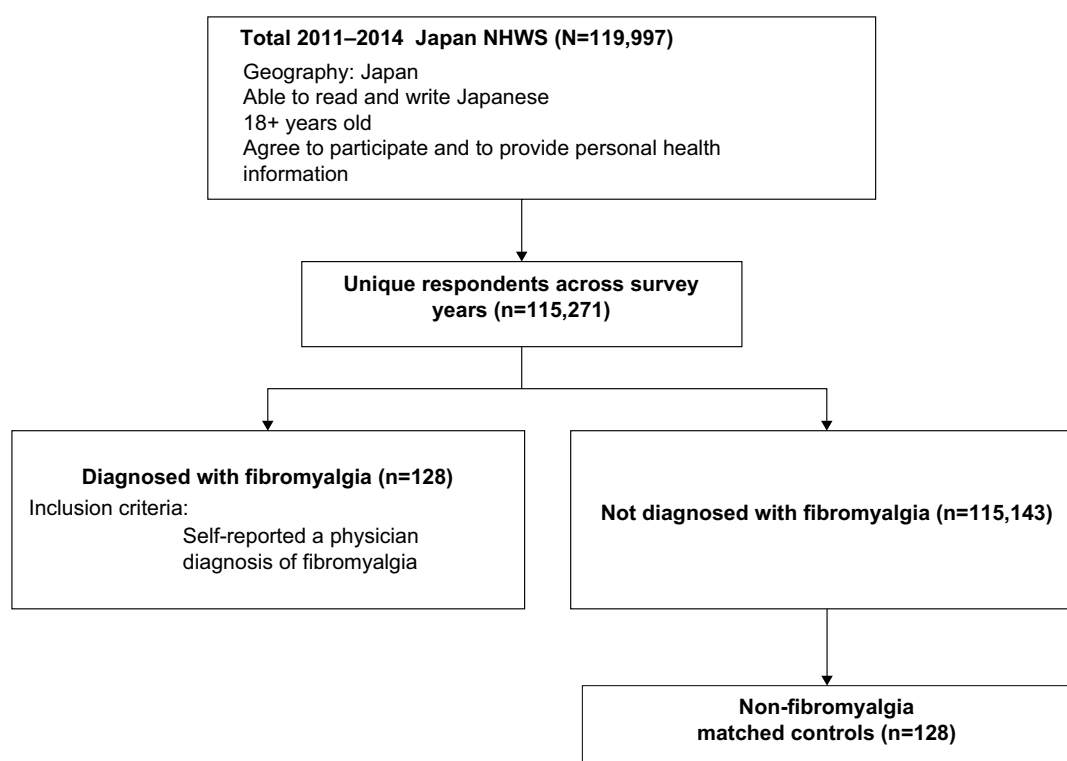 Total 2011–2014 Japan NHWS (N=119,997)
Geography: Japan
Able to read and write Japanese
18+ years old
Agree to participate and to provide personal health
information
Unique respondents across survey
years (n=115,271)
Diagnosed with fibromyalgia (n=128)
Inclusion criteria:
Self-reported a physician
diagnosis of fibromyalgia
Not diagnosed with fibromyalgia (n=115,143)
Non-fibromyalgia
matched controls (n=128)